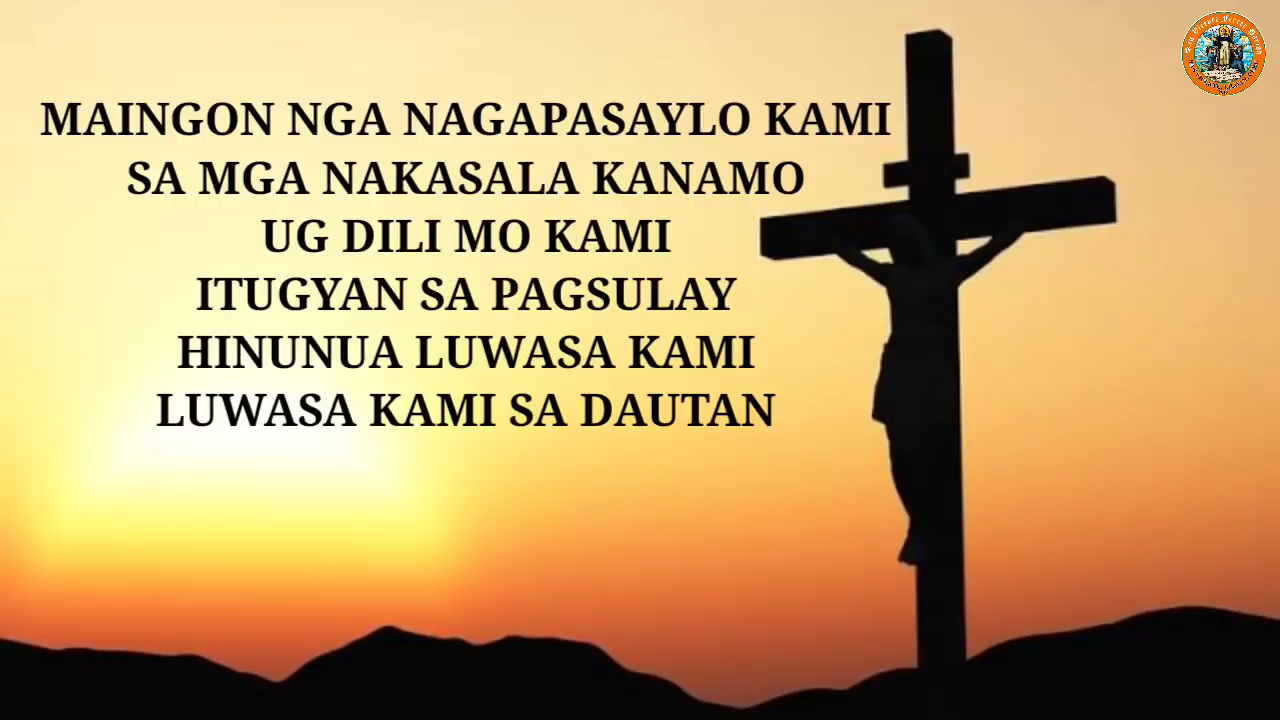 MAINGON NGA NAGAPASAYLO KAMI
SA MGA NAKASALA KANAMO
UG DILI MO KAMI
ITUGYAN SA PAGSULAY
HINUNUA LUWASA KAMI
LUWASA KAMI SA DAUTAN